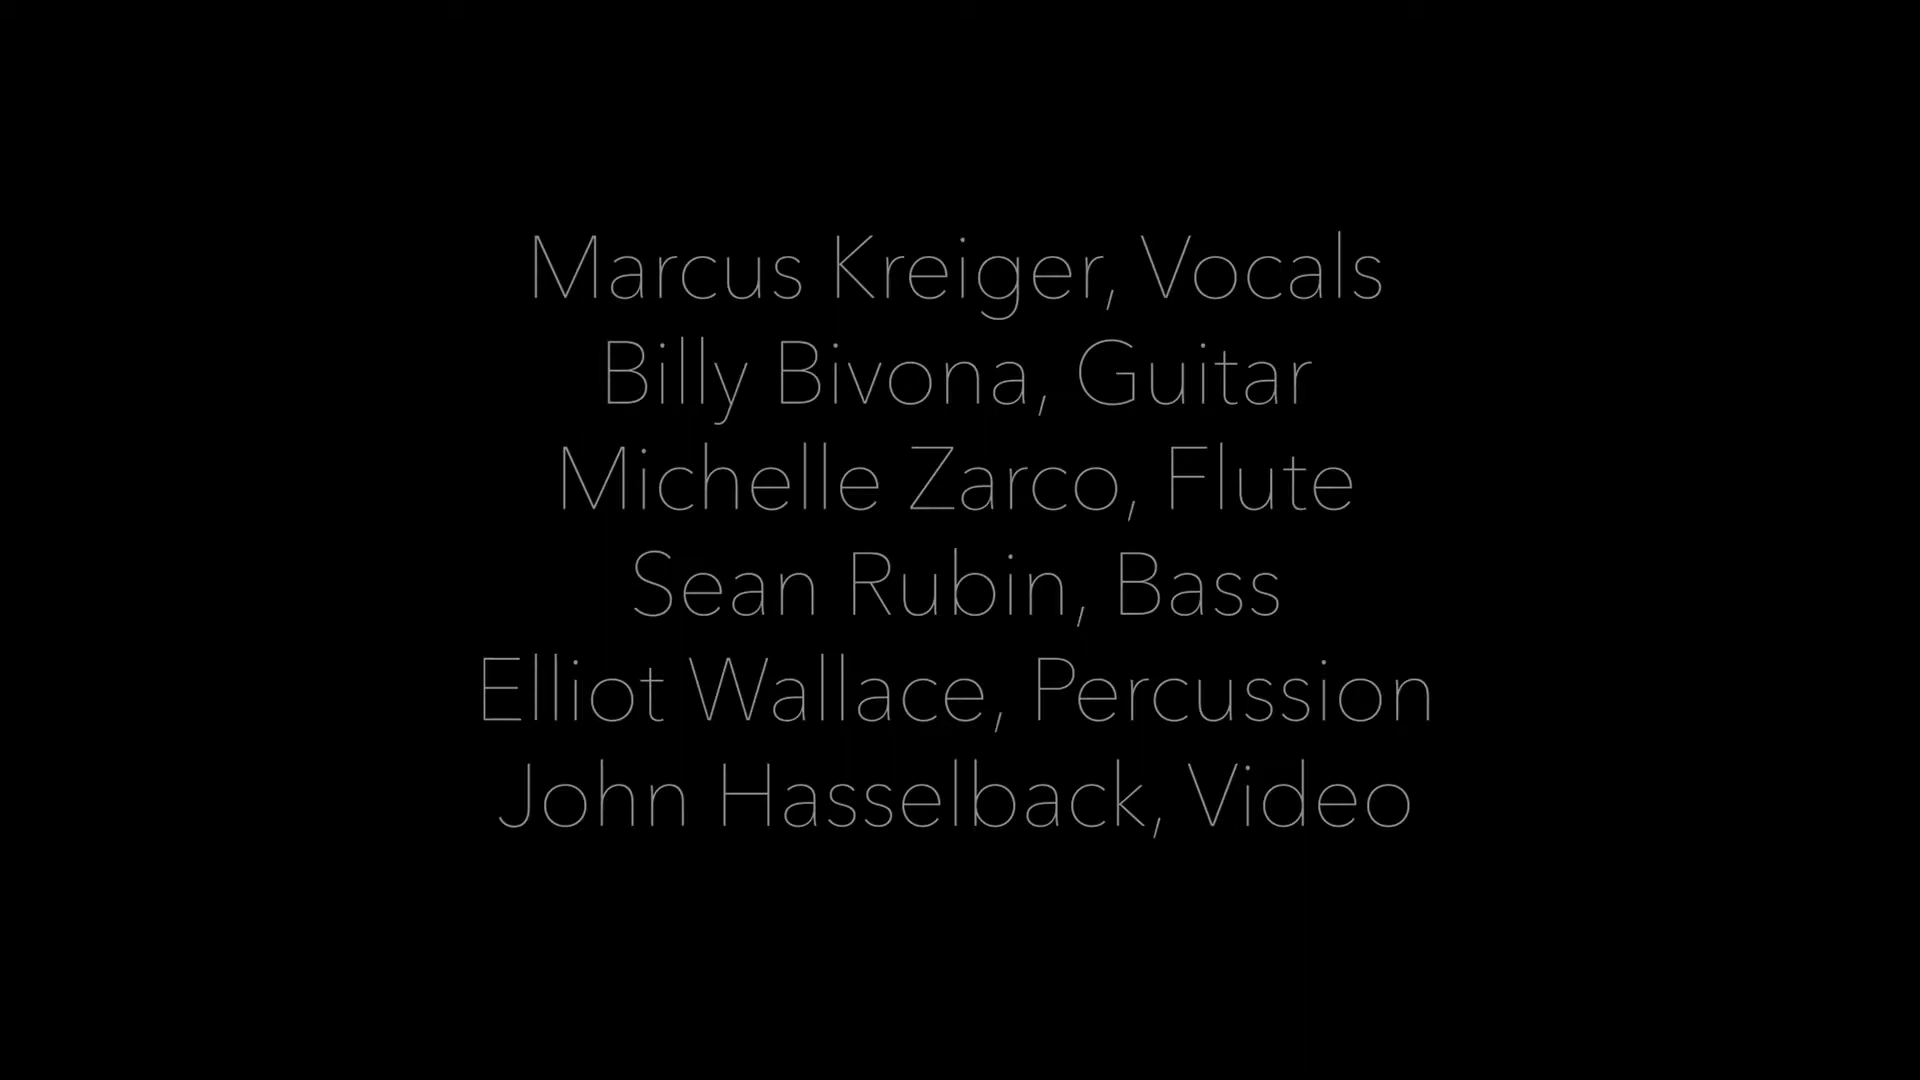 Marcus Kreiger, Vocals
Billy Bivona, Guitar
Michelle Zarco, Flute
Sean Rubin, Bass
Elliot Wallace, Percussion
John Hasselback, Video